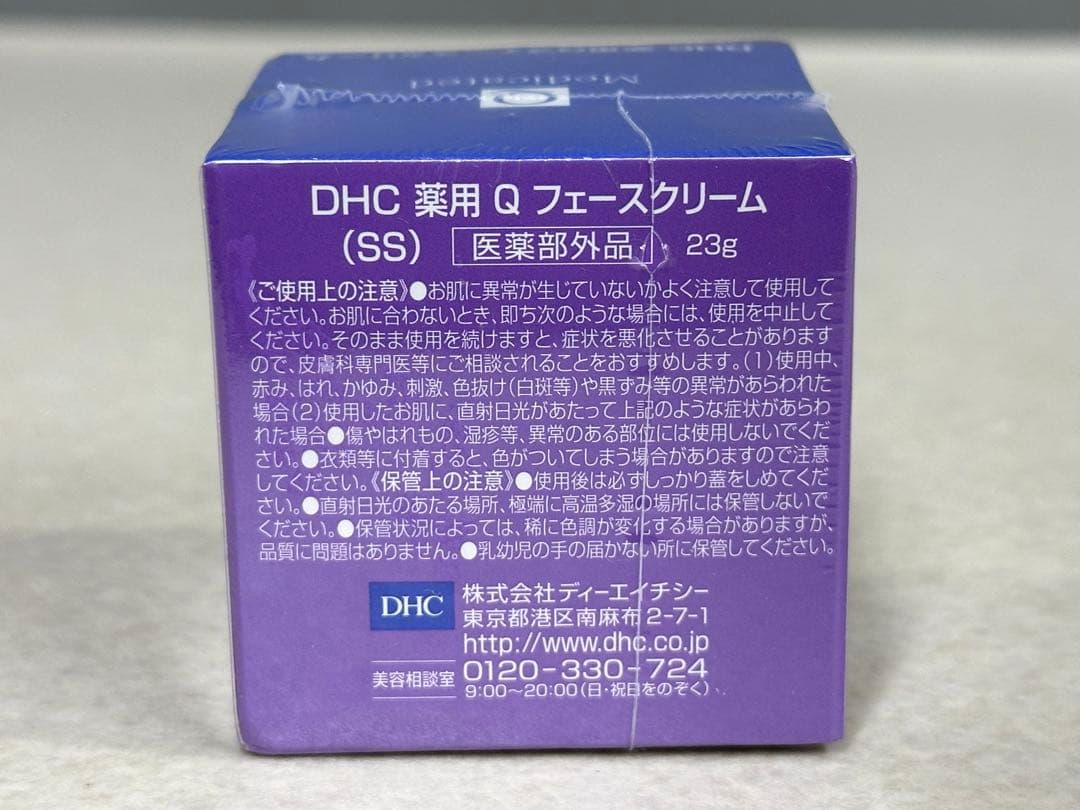 Medicated
DHC 薬用 Q フェースクリーム
(SS) 医薬部外品 23g
《ご使用上の注意》●お肌に異常が生じていないかよく注意して使用して
ください。お肌に合わないとき、即ち次のような場合には、使用を中止して
ください。そのまま使用を続けますと、症状を悪化させることがあります
ので、皮膚科専門医等にご相談されることをおすすめします。(1)使用中、
赤み、はれ、かゆみ、刺激、色抜け(白斑等)や黒ずみ等の異常があらわれた
場合(2)使用したお肌に、直射日光があたって上記のような症状があらわ
れた場合●傷やはれもの、湿疹等、異常のある部位には使用しないでくだ
さい。●衣類等に付着すると、色がついてしまう場合がありますので注意
してください。《保管上の注意》●使用後は必ずしっかり蓋をしめてくだ
さい。●直射日光のあたる場所、極端に高温多湿の場所には保管しないで
ください。●保管状況によっては、稀に色調が変化する場合がありますが、
品質に問題はありません。●乳幼児の手の届かない所に保管してください。
DHC 株式会社ディーエイチシー
東京都港区南麻布2-7-1
http://www.dhc.co.jp
美容相談室 0120-330-724
9:00〜20:00(日・祝日をのぞく)